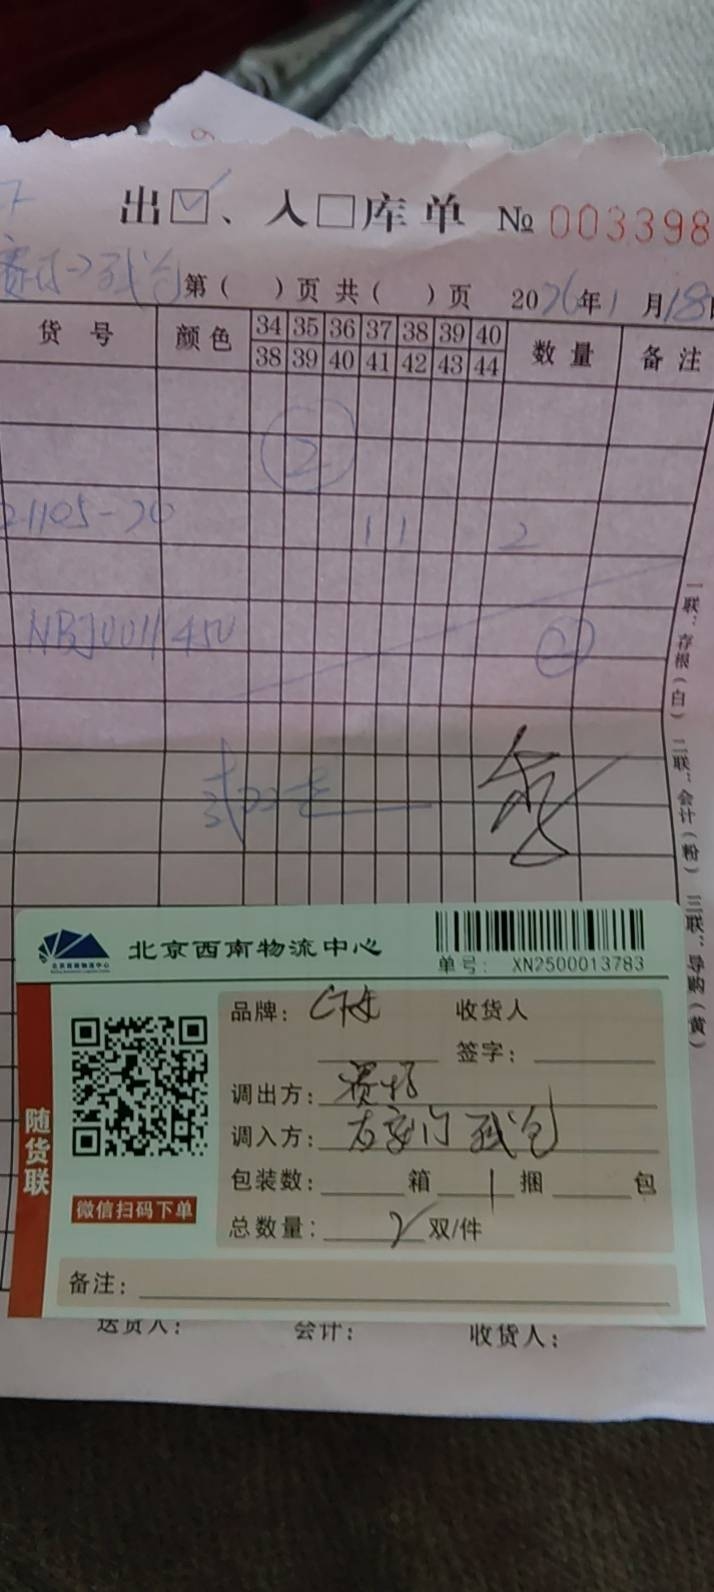 出☑、入□库单 № 003398
第( )页 共( )页 2026年1月18日
货号 颜色 34 35 36 37 38 39 40 数量 备注
38 39 40 41 42 43 44
②
21105-20 1 1 2
②
一联:存根(白) 二联:会计(粉) 三联:导购(黄)
北京西南物流中心
单号: XN2500013783
品牌: 收货人
签字:
调出方:
调入方:
包装数: 箱 1 捆 包
总数量: 2 双/件
随货联
微信扫码下单
备注:
送货人: 会计: 收货人: